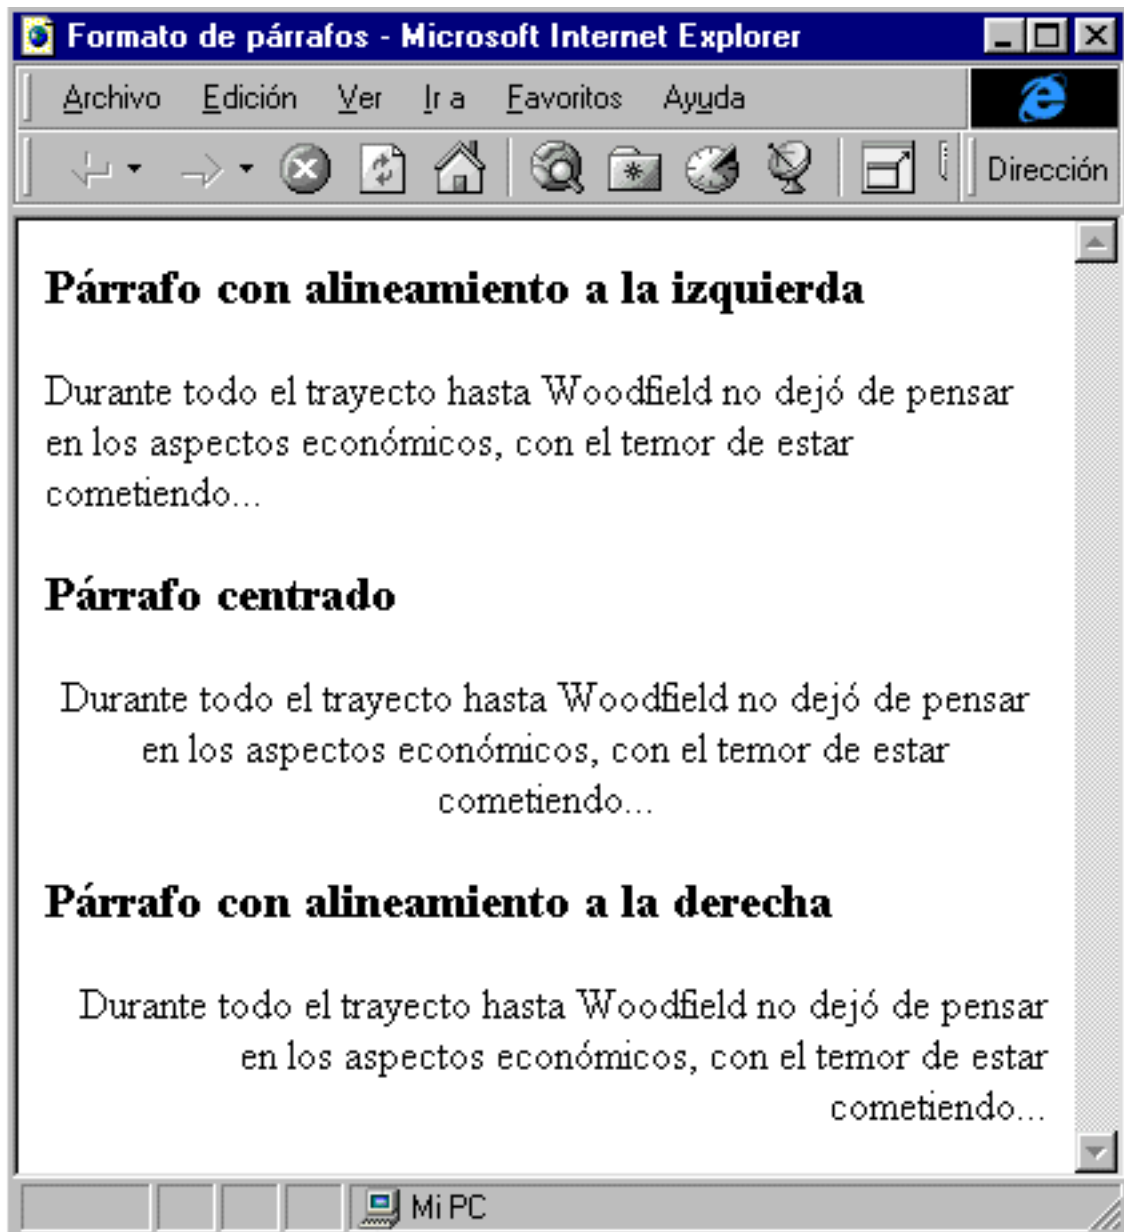 Formato de párrafos - Microsoft Internet Explorer
Archivo Edición Ver Ir a Favoritos Ayuda
Dirección
Párrafo con alineamiento a la izquierda
Durante todo el trayecto hasta Woodfield no dejó de pensar
en los aspectos económicos, con el temor de estar
cometiendo...
Párrafo centrado
Durante todo el trayecto hasta Woodfield no dejó de pensar
en los aspectos económicos, con el temor de estar
cometiendo...
Párrafo con alineamiento a la derecha
Durante todo el trayecto hasta Woodfield no dejó de pensar
en los aspectos económicos, con el temor de estar
cometiendo...
Mi PC